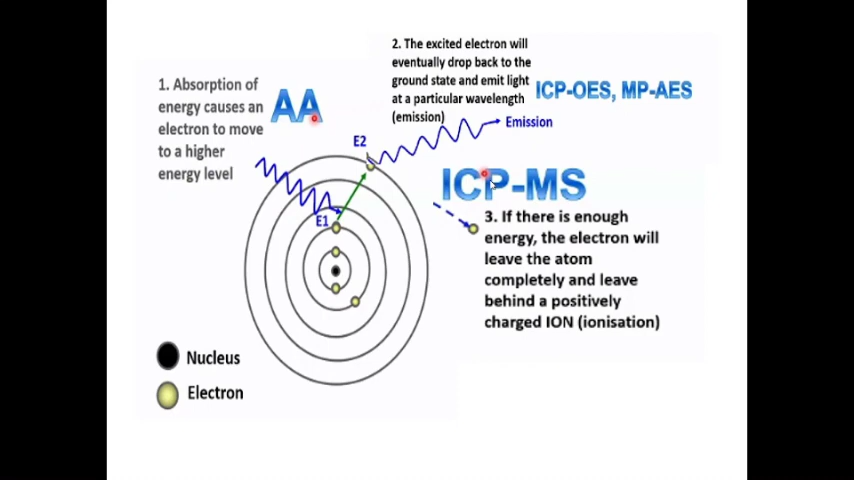 1. Absorption of
energy causes an
electron to move
to a higher
energy level
AA
2. The excited electron will
eventually drop back to the
ground state and emit light
at a particular wavelength
(emission)
ICP-OES, MP-AES
Emission
E2
E1
ICP-MS
3. If there is enough
energy, the electron will
leave the atom
completely and leave
behind a positively
charged ION (ionisation)
Nucleus
Electron